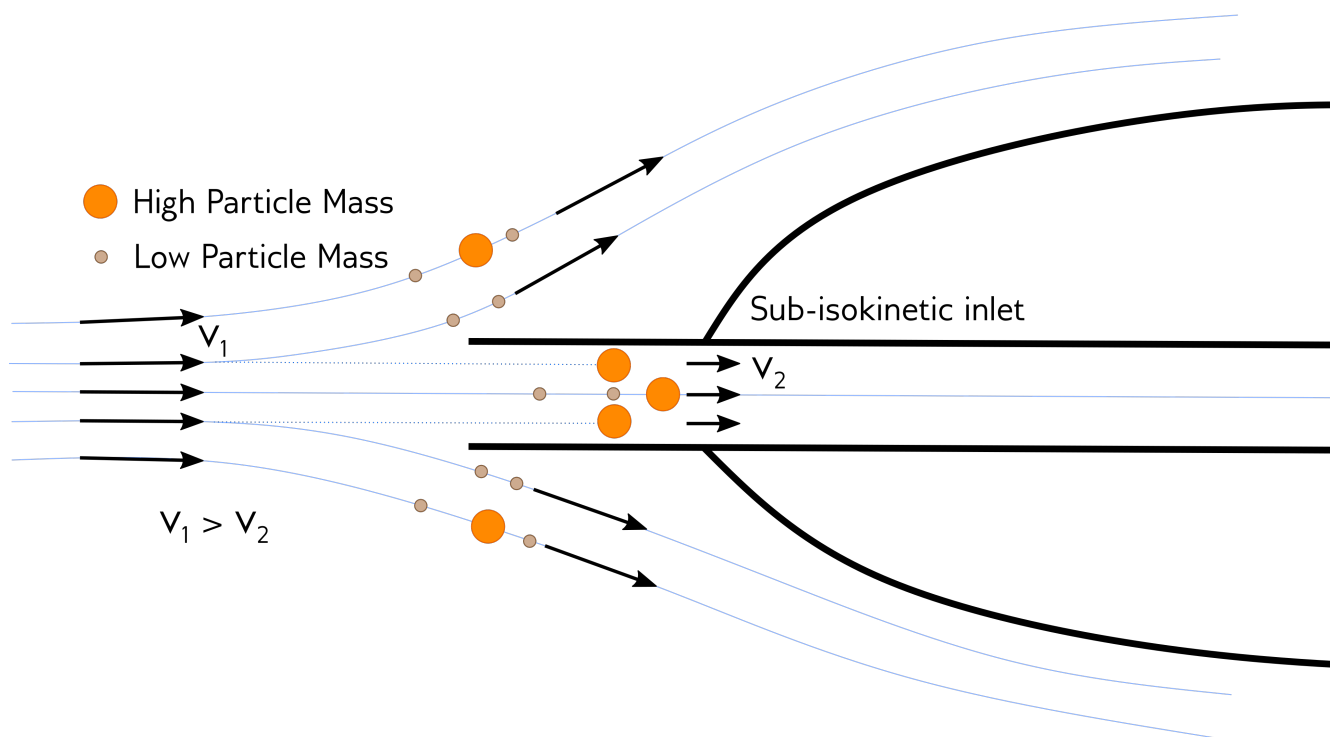 High Particle Mass
Low Particle Mass
V₁
Sub-isokinetic inlet
V₂
V₁ > V₂